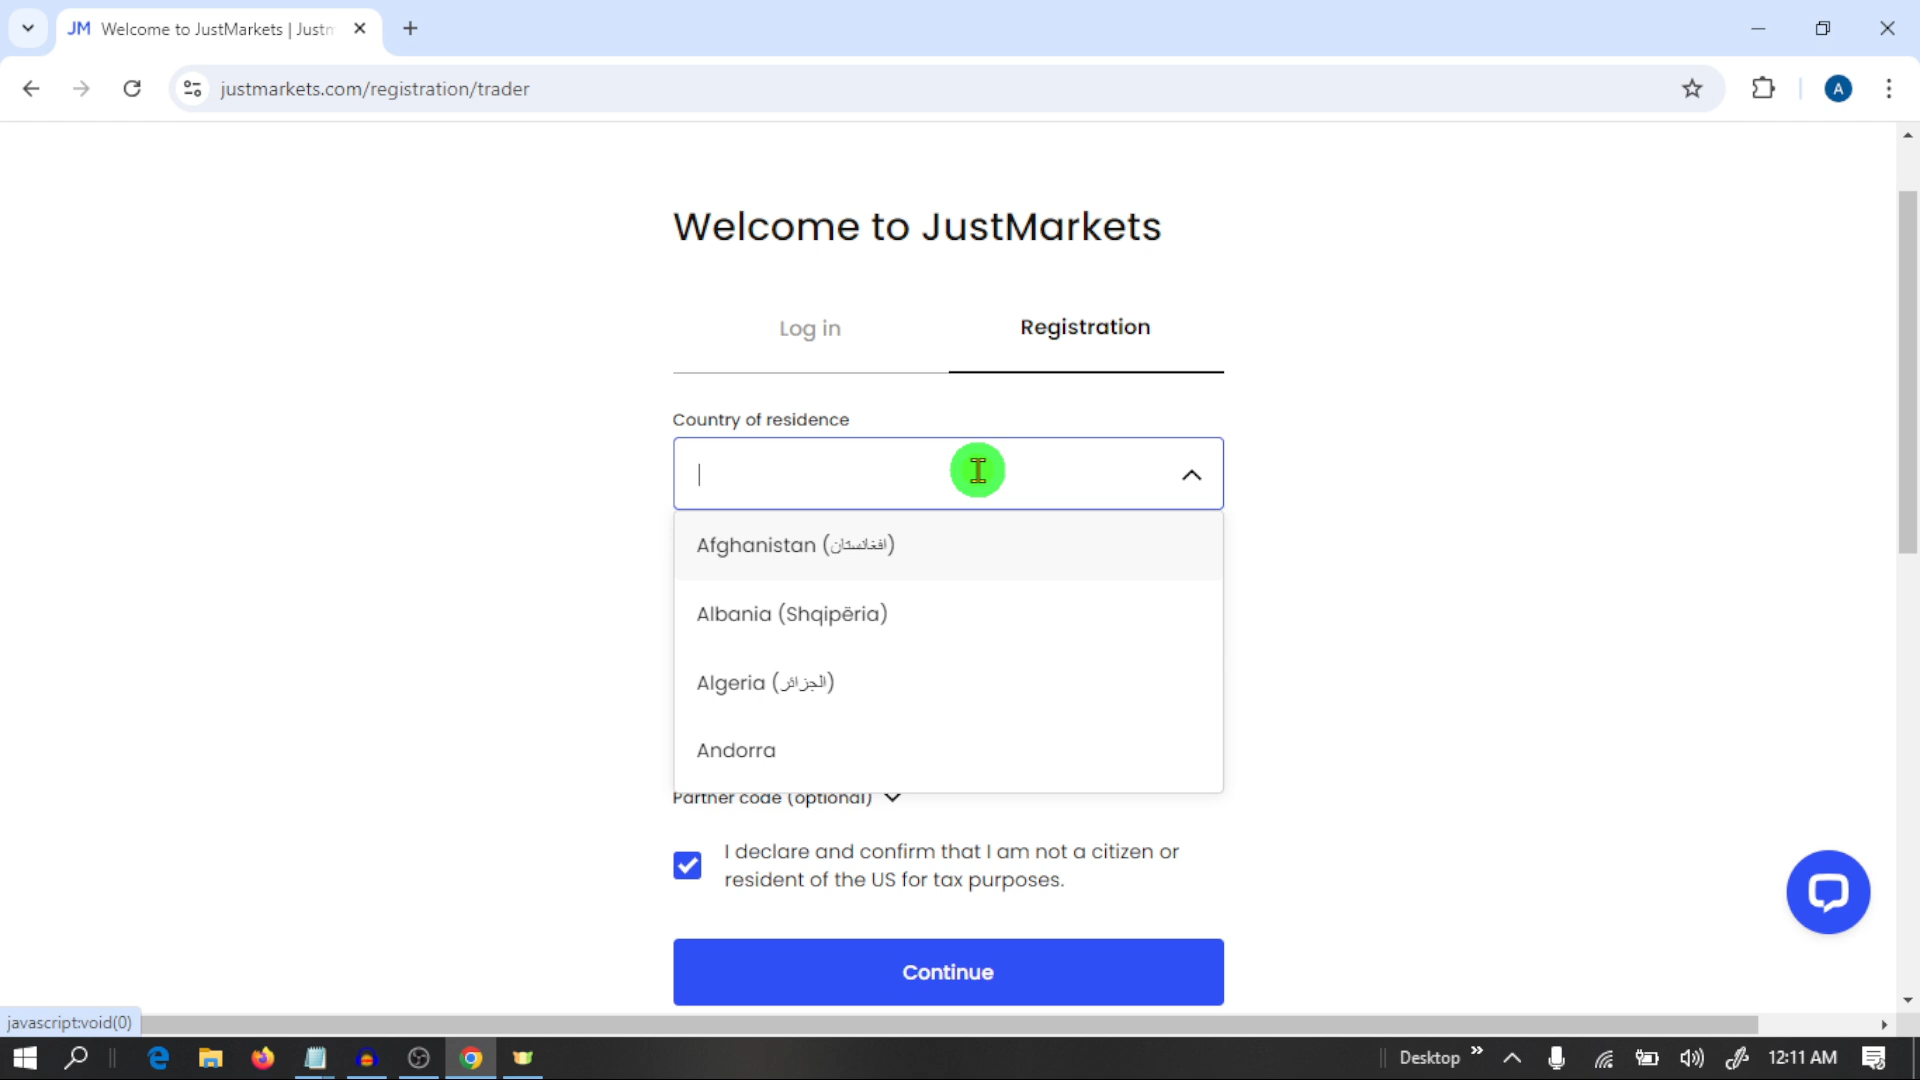 JM Welcome to JustMarkets | Justm
justmarkets.com/registration/trader
A
Welcome to JustMarkets
Log in
Registration
Country of residence
Afghanistan (افغانستان)
Albania (Shqipëria)
Algeria (الجزائر)
Andorra
Partner code (optional)
I declare and confirm that I am not a citizen or
resident of the US for tax purposes.
Continue
javascript:void(0)
Desktop
12:11 AM